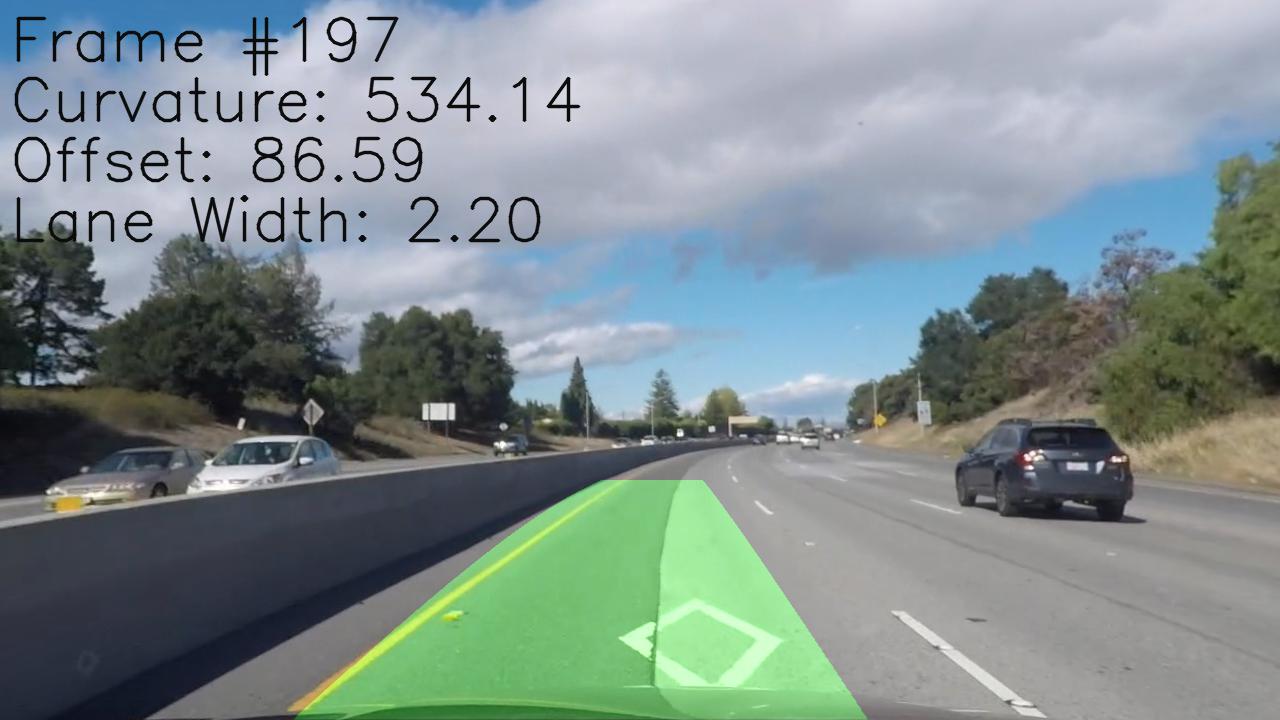 Frame #197
Curvature: 534.14
Offset: 86.59
Lane Width: 2.20